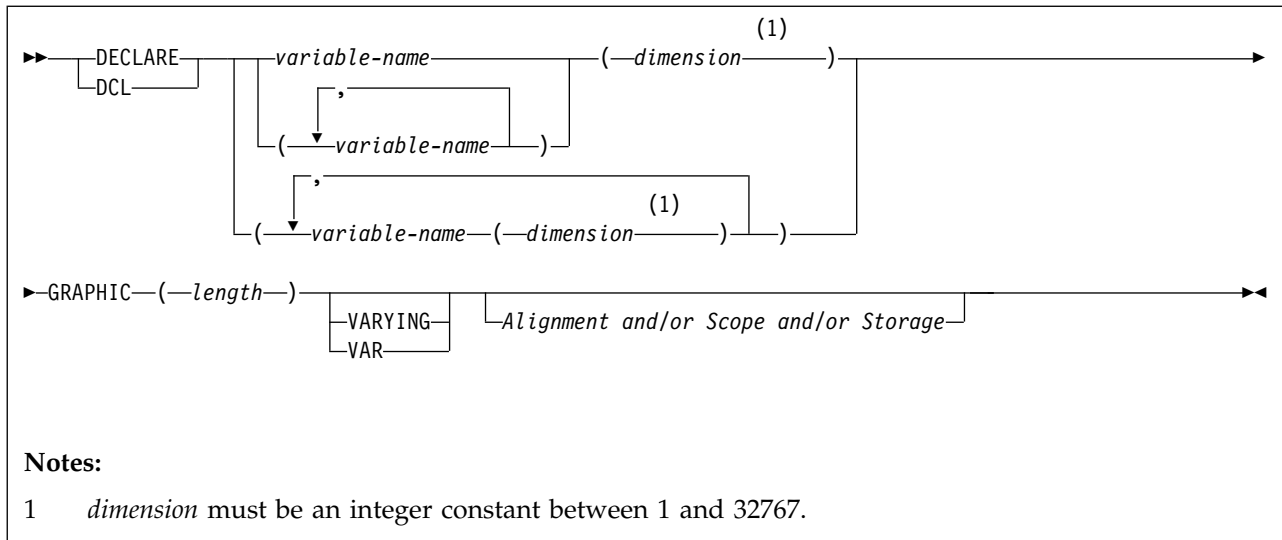 (1)
DECLARE variable-name ( dimension )
DCL
,
( variable-name )
,
(1)
( variable-name ( dimension ) )
GRAPHIC ( length )
VARYING Alignment and/or Scope and/or Storage
VAR
Notes:
1 dimension must be an integer constant between 1 and 32767.